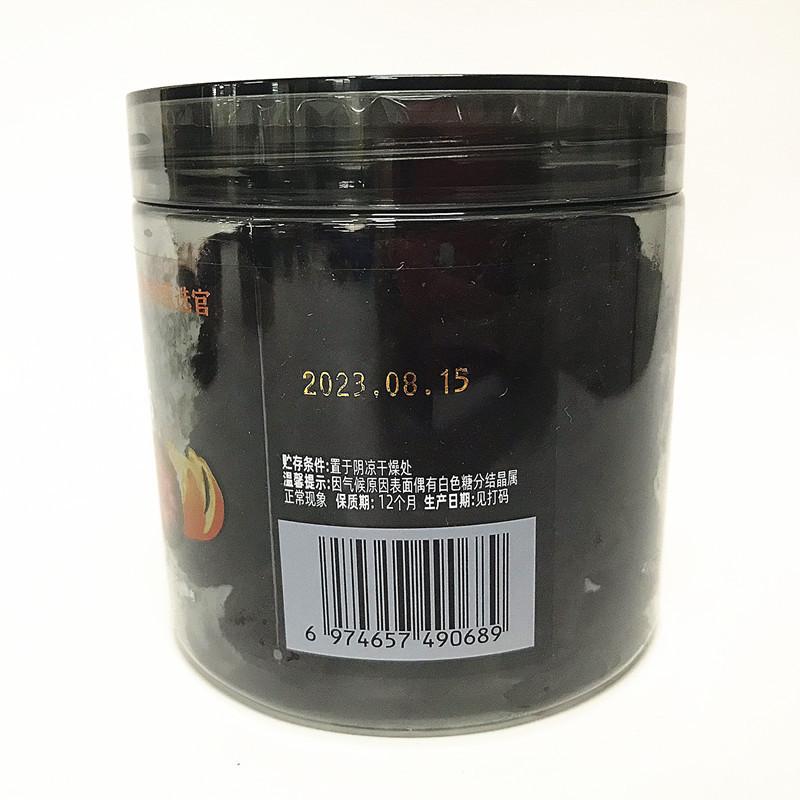 选官
2023.08.15
贮存条件:置于阴凉干燥处
温馨提示:因气候原因表面偶有白色糖分结晶属
正常现象 保质期: 12个月 生产日期:见打码
6 974657 490689